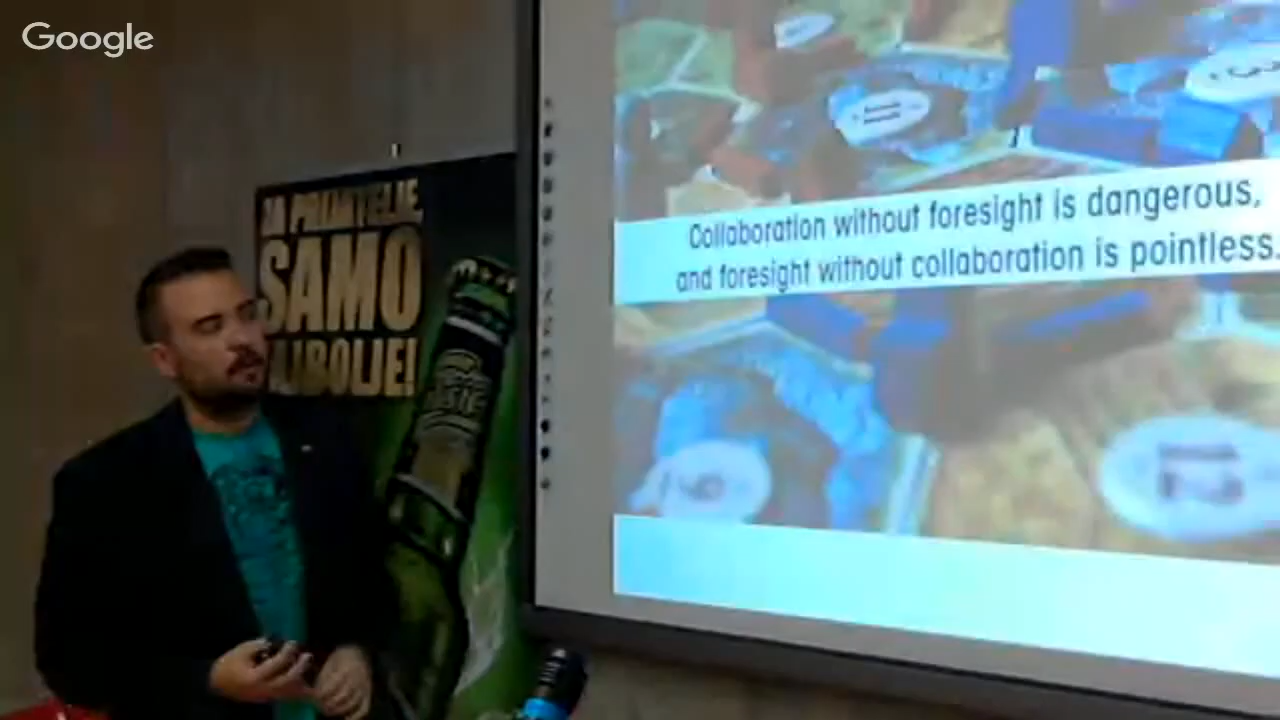 Google
ZA PRIJATELJE,
SAMO
NAJBOLJE!
Collaboration without foresight is dangerous,
and foresight without collaboration is pointless.